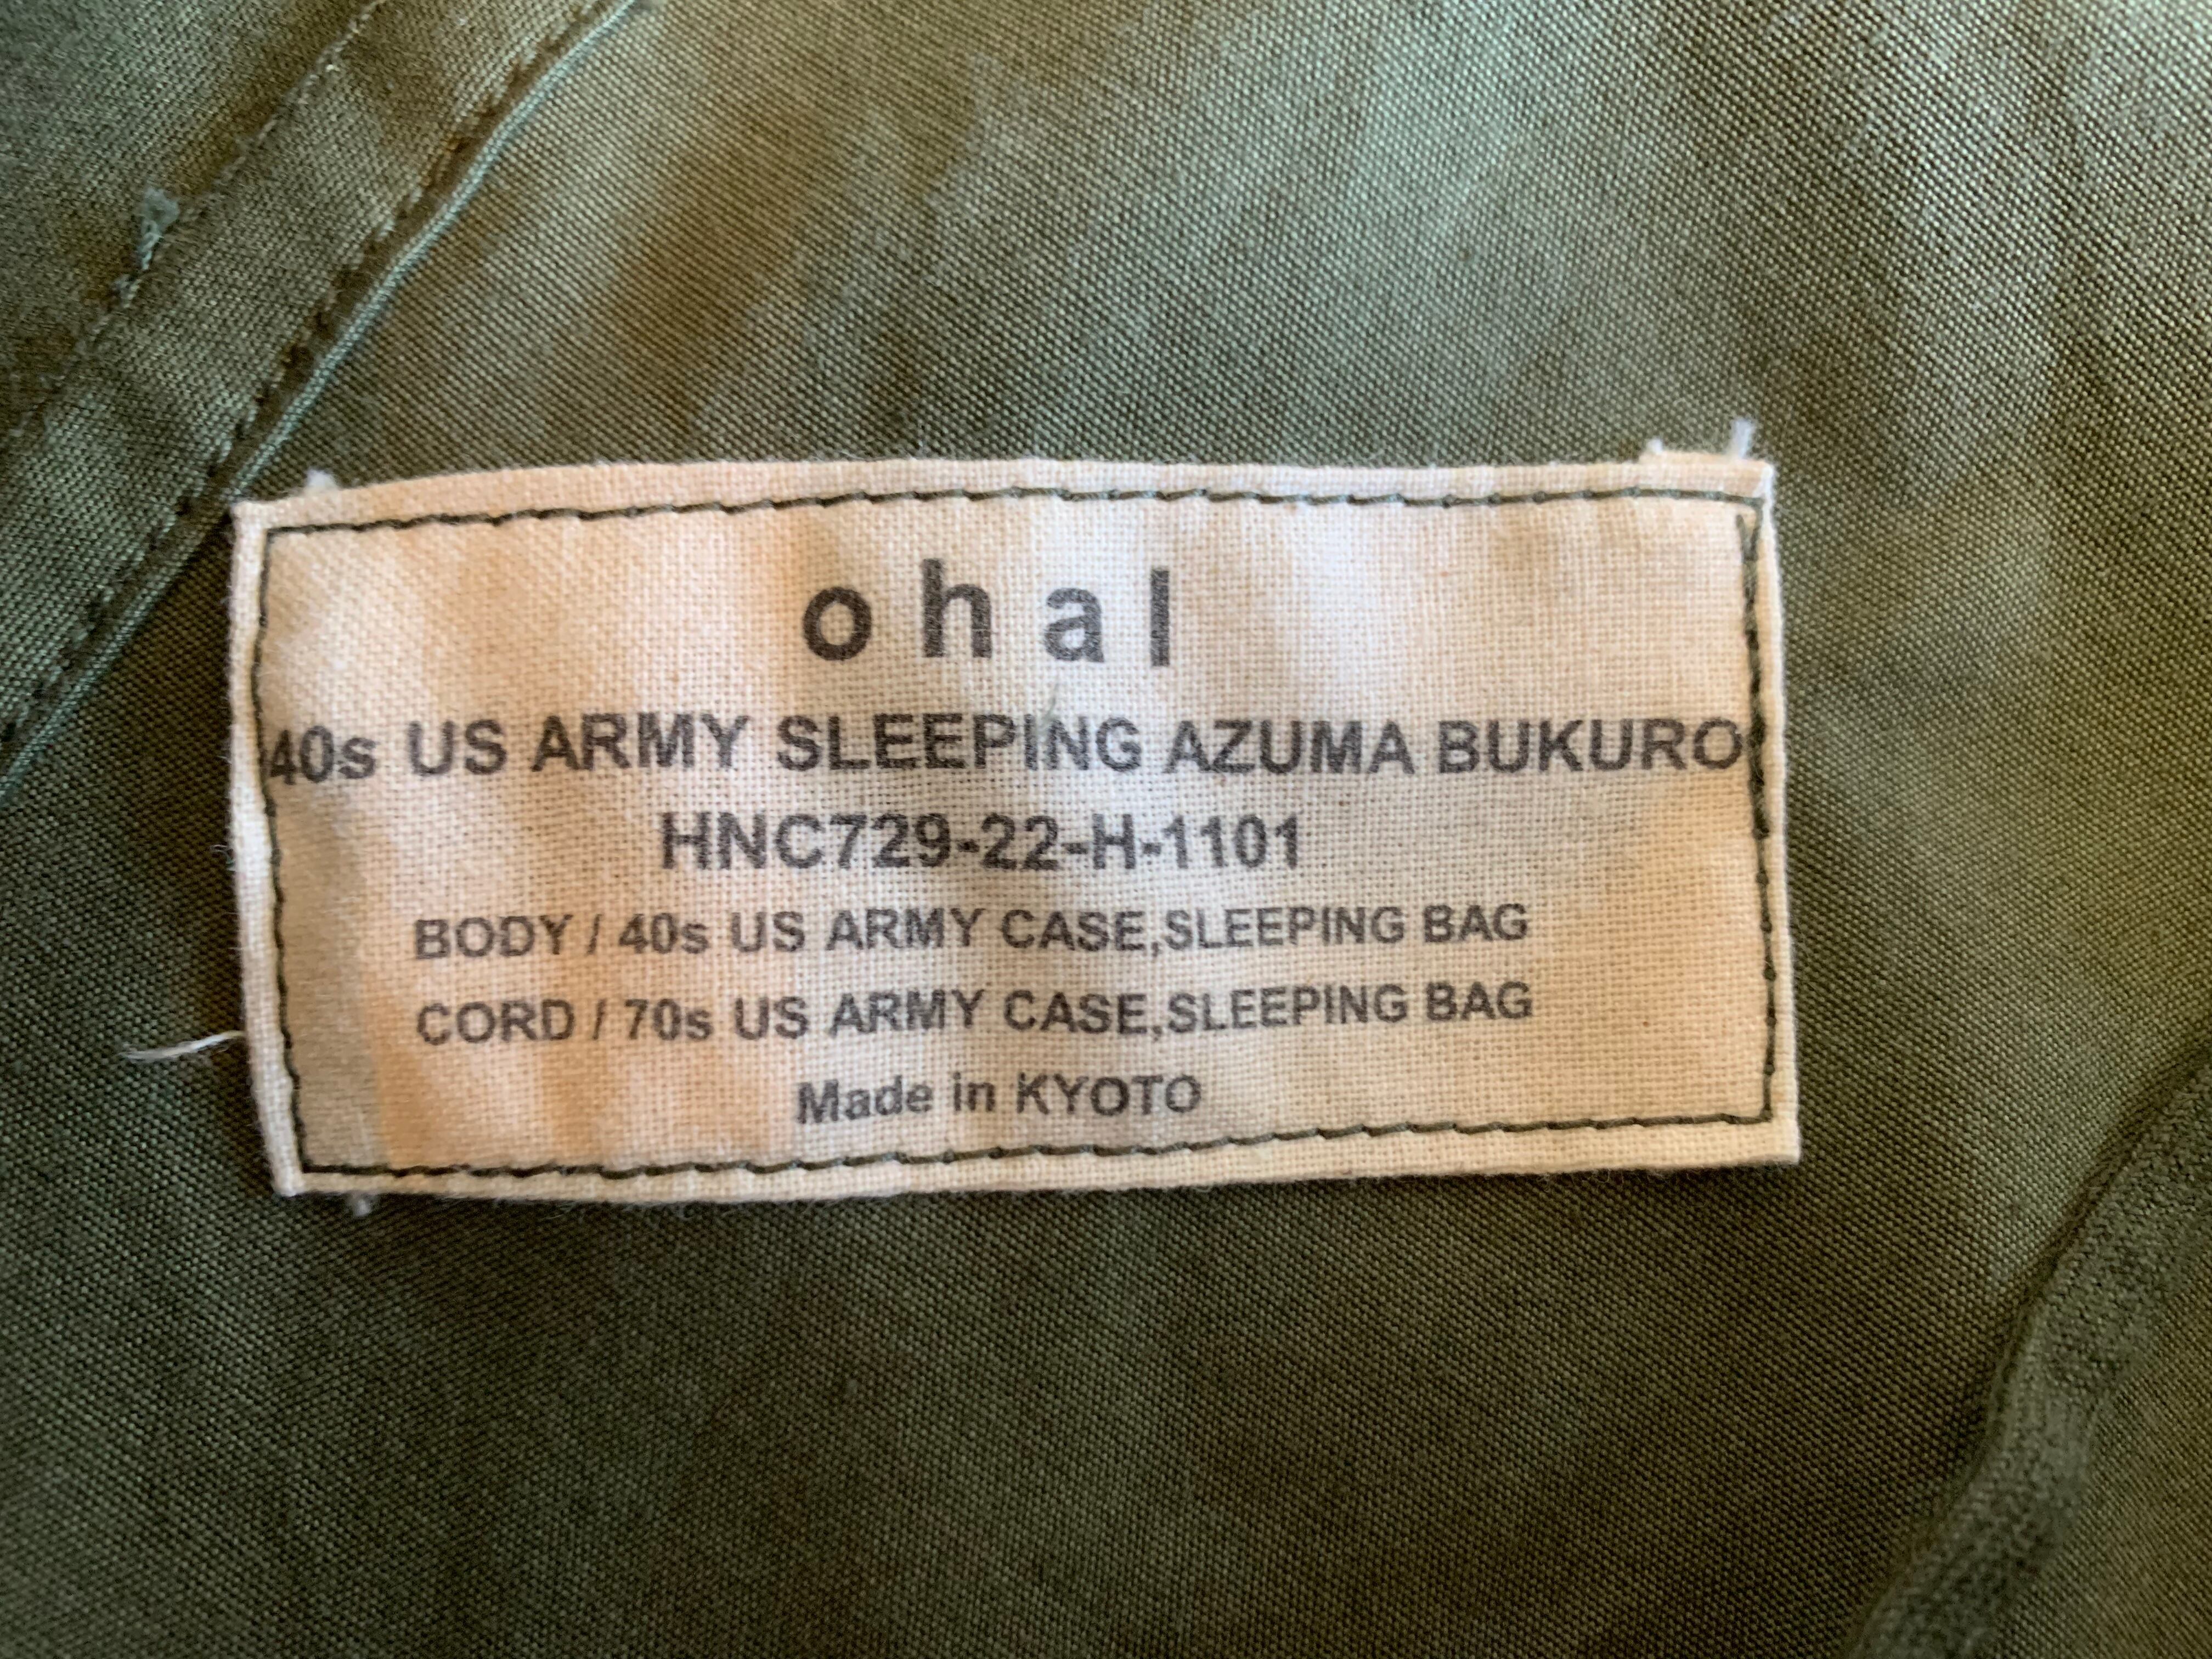 ohal
40s US ARMY SLEEPING AZUMA BUKURO
HNC729-22-H-1101
BODY / 40s US ARMY CASE,SLEEPING BAG
CORD / 70s US ARMY CASE,SLEEPING BAG
Made in KYOTO